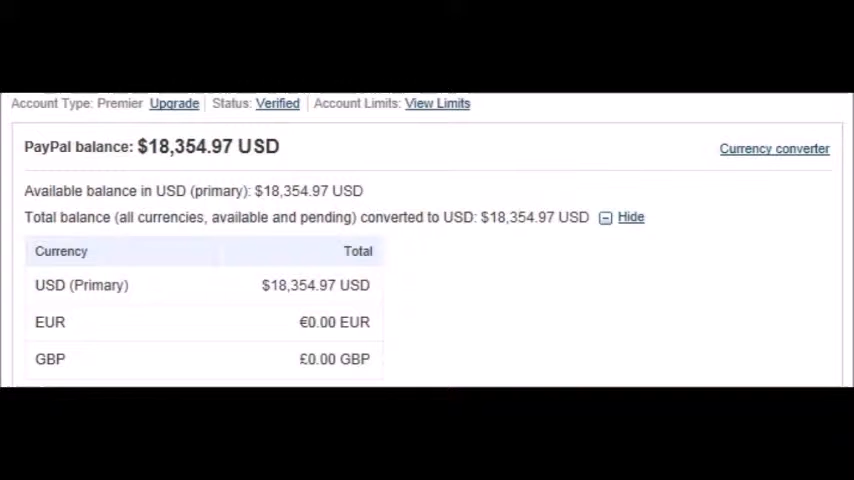 Account Type: Premier Upgrade Status: Verified Account Limits: View Limits
PayPal balance: $18,354.97 USD Currency converter
Available balance in USD (primary): $18,354.97 USD
Total balance (all currencies, available and pending) converted to USD: $18,354.97 USD Hide
Currency Total
USD (Primary) $18,354.97 USD
EUR €0.00 EUR
GBP £0.00 GBP